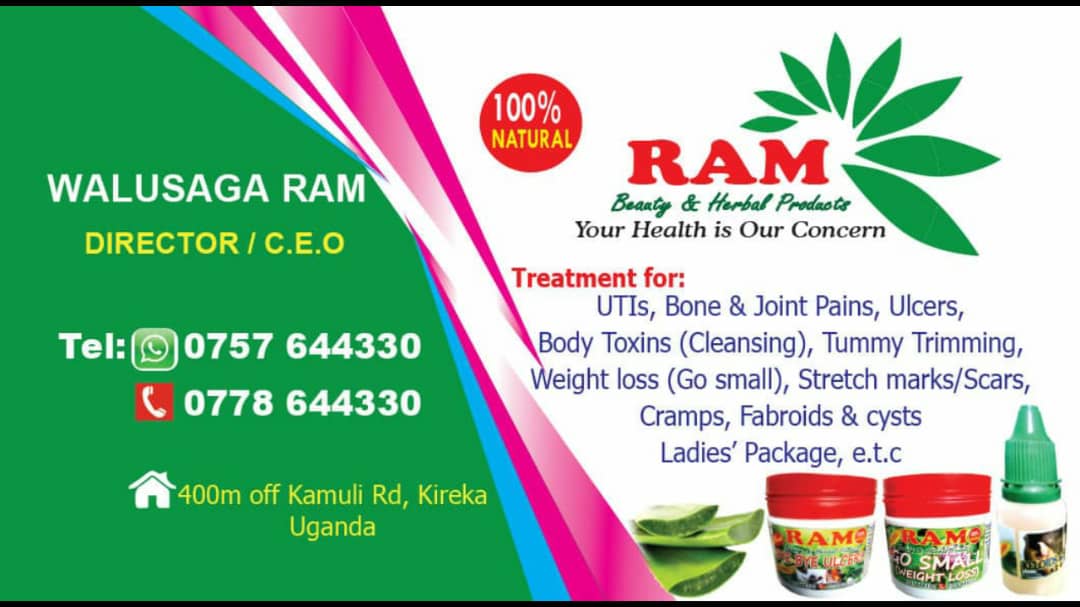 WALUSAGA RAM
DIRECTOR / C.E.O
Tel: 0757 644330
0778 644330
400m off Kamuli Rd, Kireka
Uganda
100%
NATURAL
RAM
Beauty & Herbal Products
Your Health is Our Concern
Treatment for:
UTIs, Bone & Joint Pains, Ulcers,
Body Toxins (Cleansing), Tummy Trimming,
Weight loss (Go small), Stretch marks/Scars,
Cramps, Fabroids & cysts
Ladies’ Package, e.t.c
RAM
BYE ULCERS
RAM
GO SMALL
(WEIGHT LOSS)